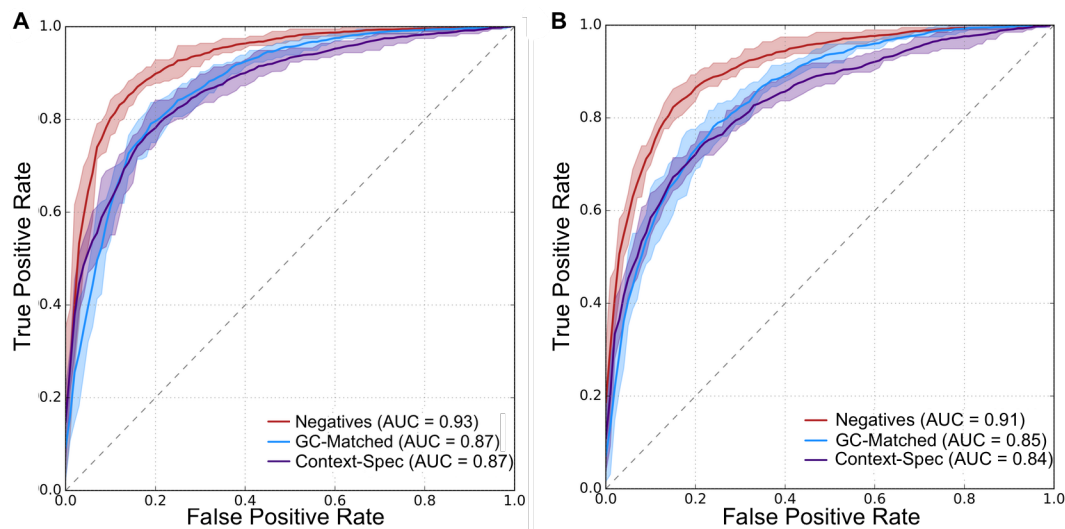 A
1.0
0.8
0.6
0.4
0.2
0.0
True Positive Rate
Negatives (AUC = 0.93)
GC-Matched (AUC = 0.87)
Context-Spec (AUC = 0.87)
0.0 0.2 0.4 0.6 0.8 1.0
False Positive Rate
B
1.0
0.8
0.6
0.4
0.2
0.0
True Positive Rate
Negatives (AUC = 0.91)
GC-Matched (AUC = 0.85)
Context-Spec (AUC = 0.84)
0.0 0.2 0.4 0.6 0.8 1.0
False Positive Rate